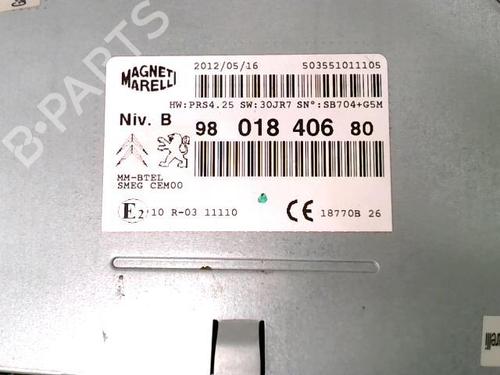 B-PARTS
MAGNETI
MARELLI
2012/05/16 503551011105
HW:PRS4.25 SW:30JR7 SN°:SB704+G5M
Niv. B
98 018 406 80
MM-BTEL
SMEG CEM00
E2/10 R-03 11110
CE 18770B 26